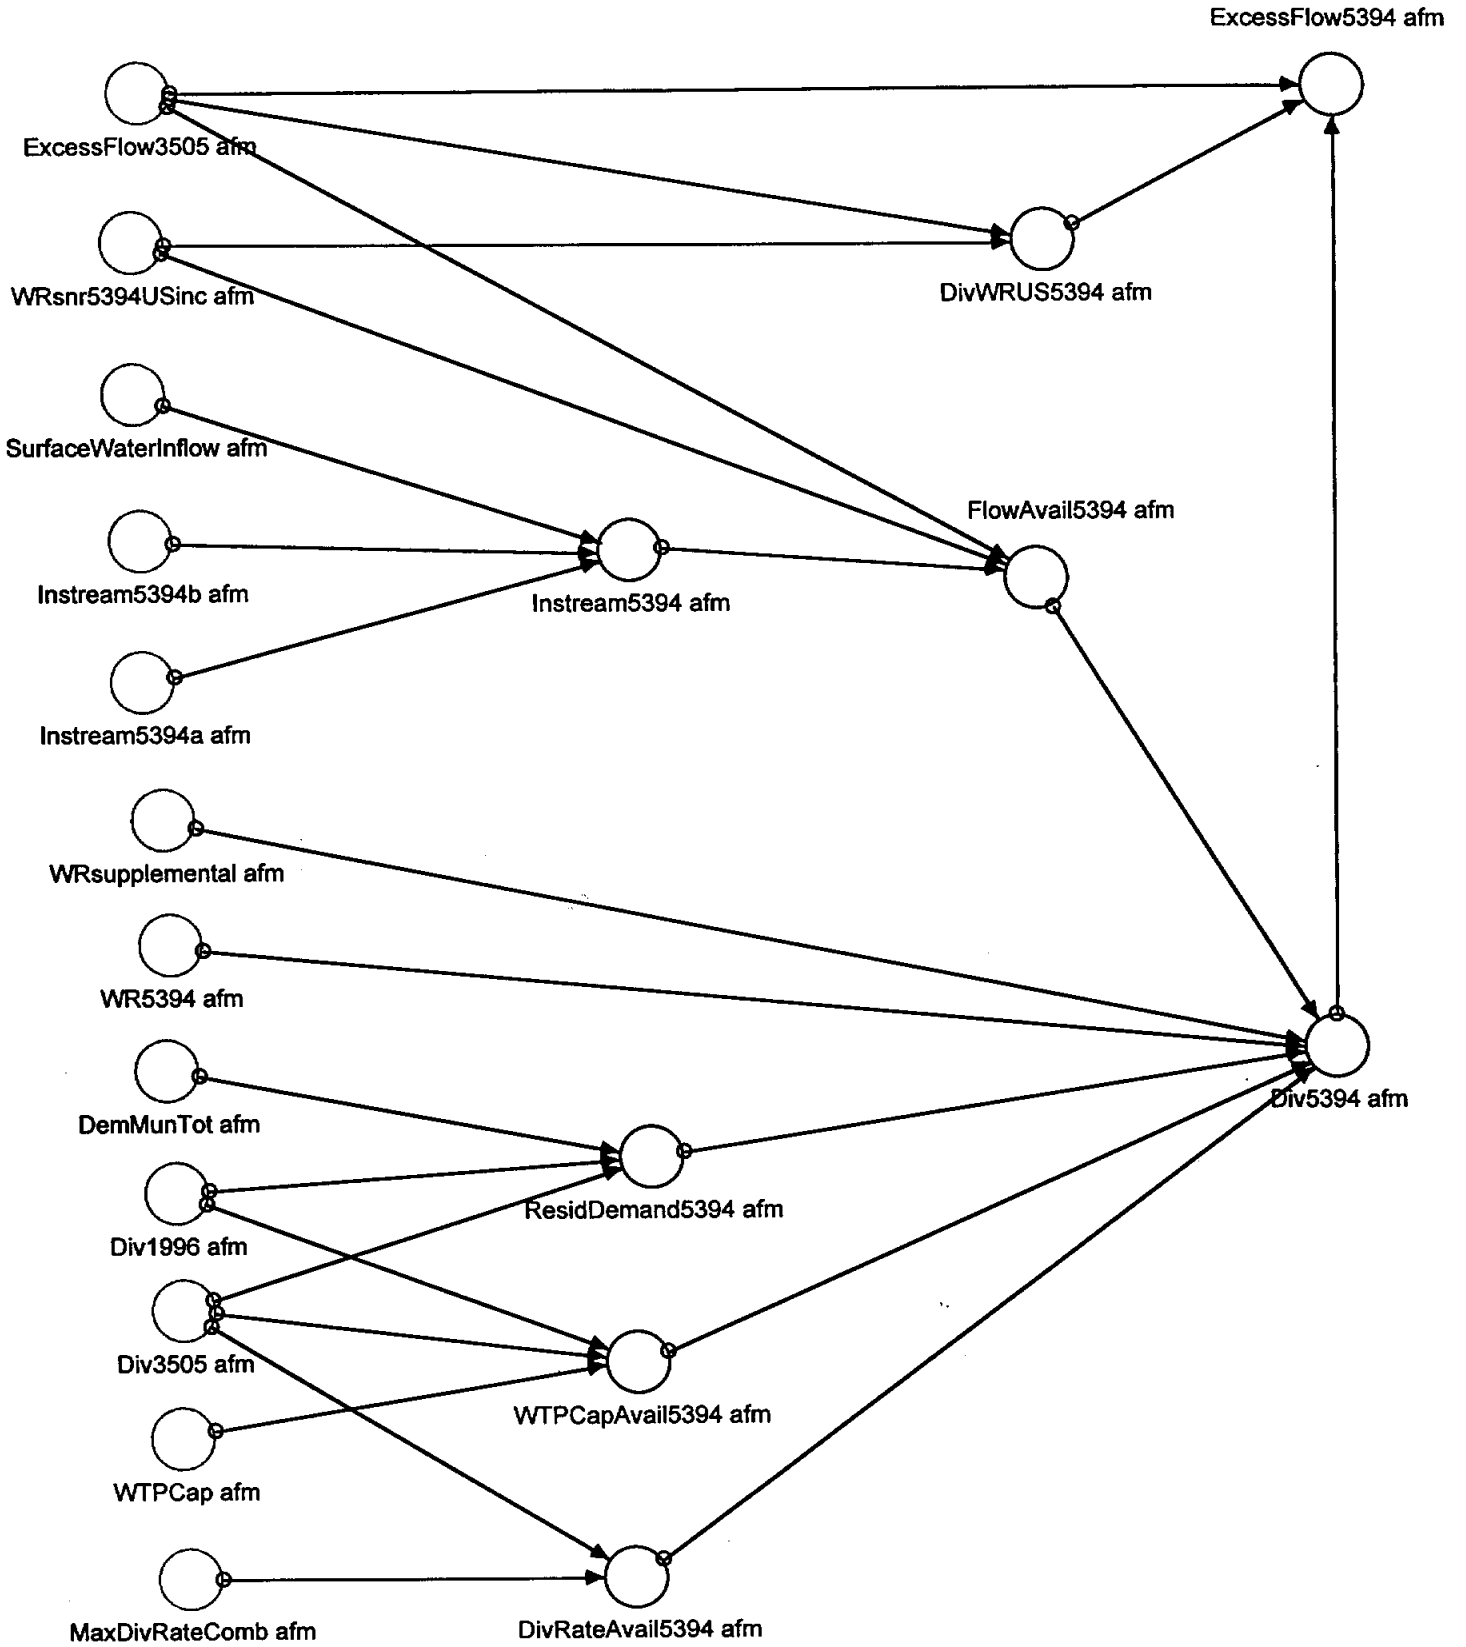 ExcessFlow5394 afm
ExcessFlow3505 afm
WRsnr5394USinc afm
DivWRUS5394 afm
SurfaceWaterInflow afm
FlowAvail5394 afm
Instream5394b afm
Instream5394 afm
Instream5394a afm
WRsupplemental afm
WR5394 afm
Div5394 afm
DemMunTot afm
ResidDemand5394 afm
Div1996 afm
Div3505 afm
WTPCapAvail5394 afm
WTPCap afm
MaxDivRateComb afm
DivRateAvail5394 afm